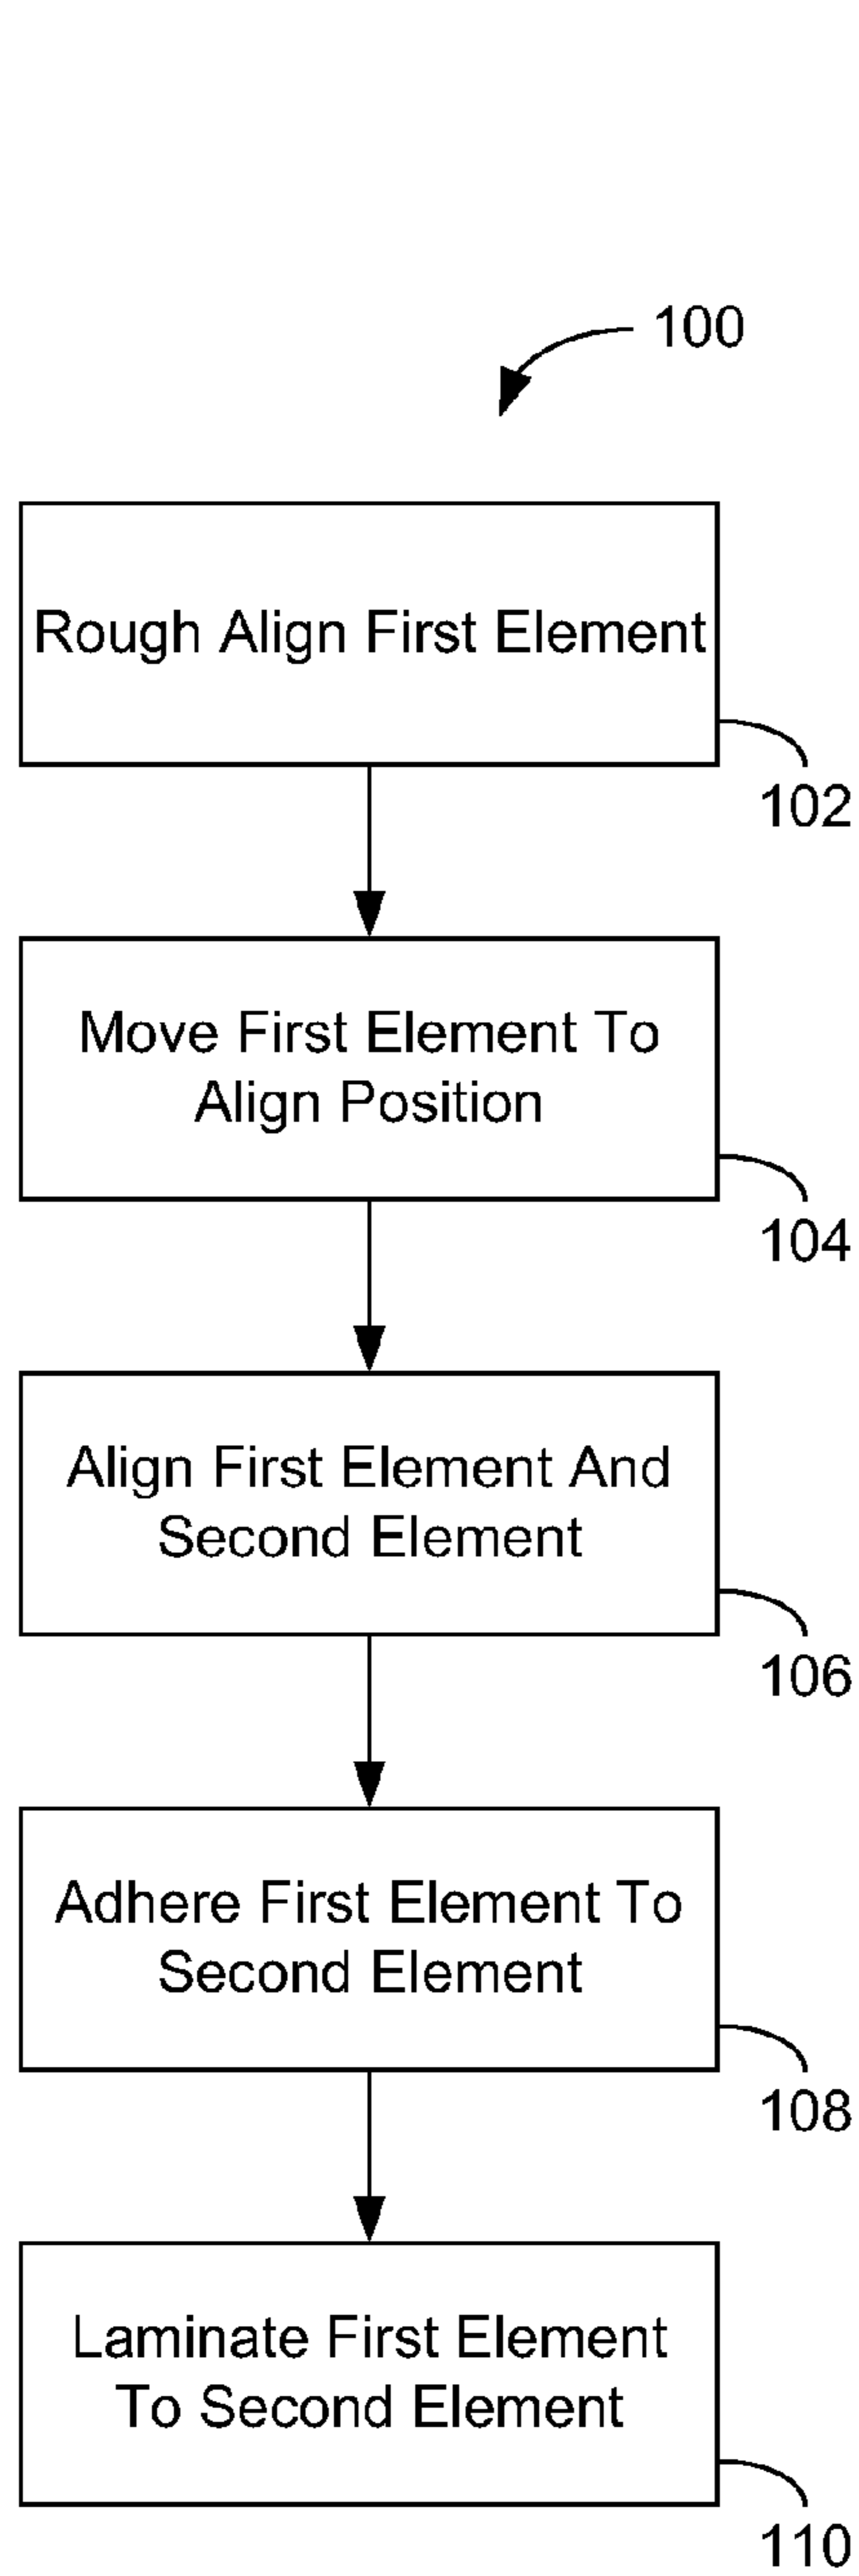 100
Rough Align First Element
102
Move First Element To
Align Position
104
Align First Element And
Second Element
106
Adhere First Element To
Second Element
108
Laminate First Element
To Second Element
110